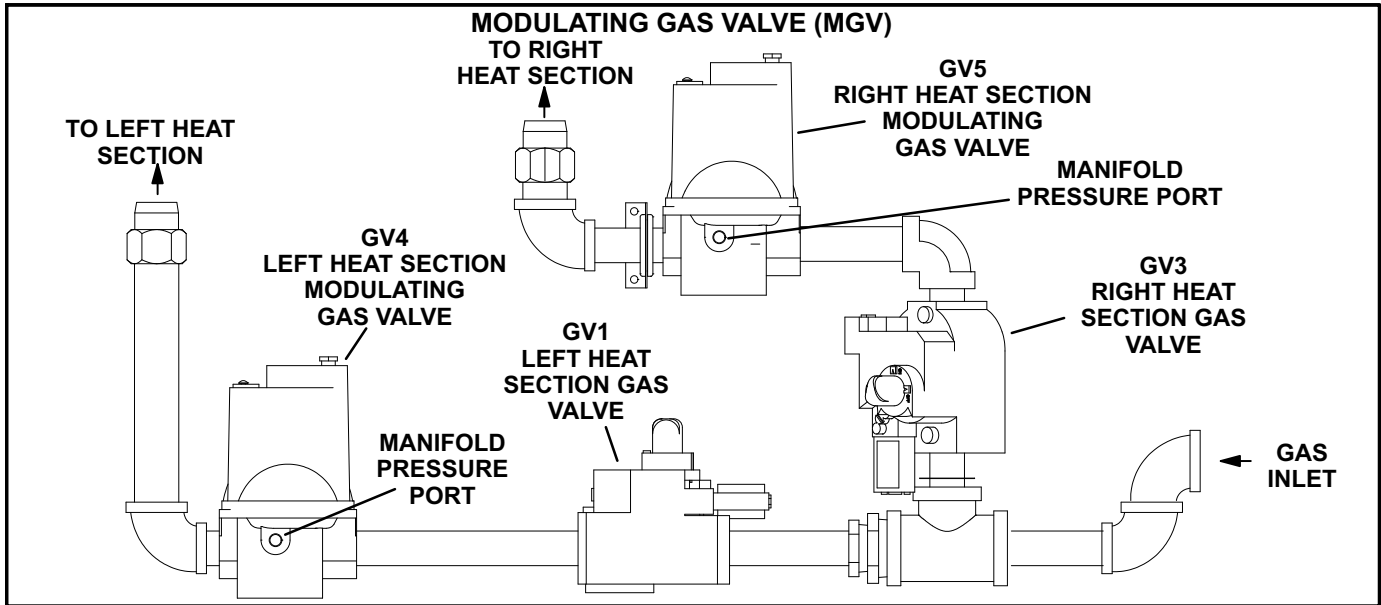 MODULATING GAS VALVE (MGV)
TO RIGHT
HEAT SECTION
GV5
RIGHT HEAT SECTION
MODULATING
GAS VALVE
TO LEFT HEAT
SECTION
MANIFOLD
PRESSURE PORT
GV4
LEFT HEAT SECTION
MODULATING
GAS VALVE
GV3
RIGHT HEAT
SECTION GAS
VALVE
GV1
LEFT HEAT
SECTION GAS
VALVE
MANIFOLD
PRESSURE
PORT
GAS
INLET